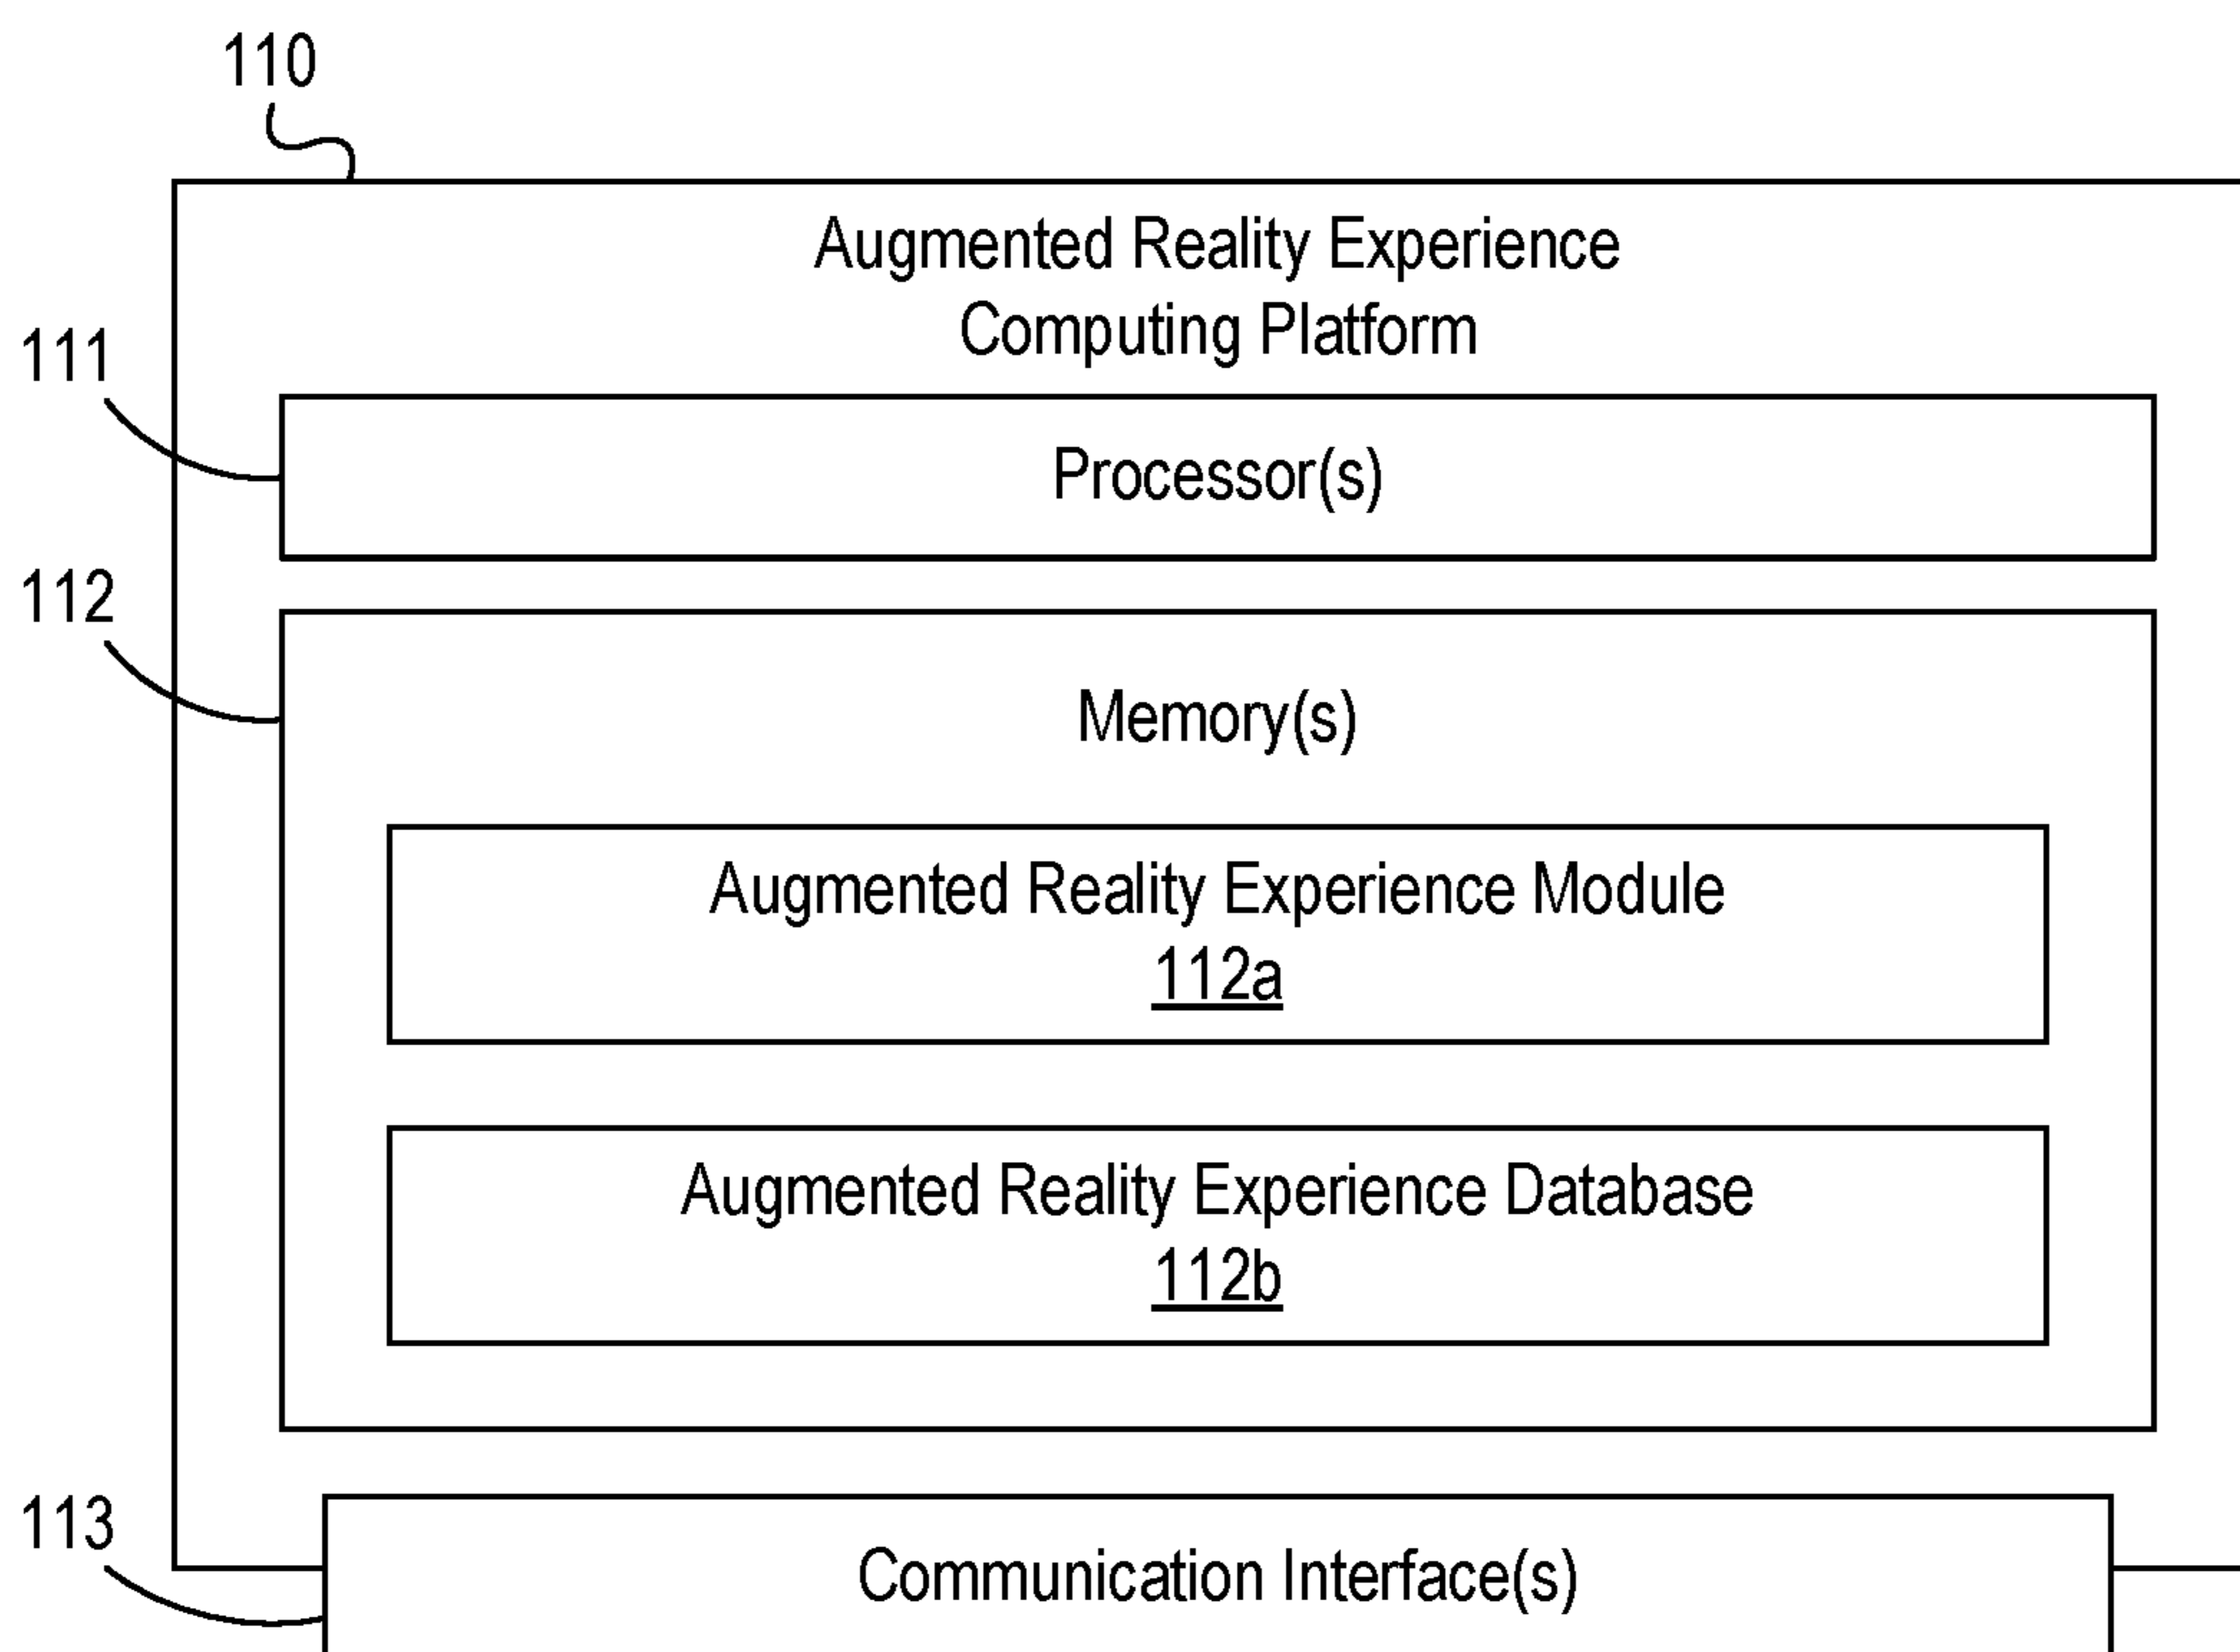 110
Augmented Reality Experience
Computing Platform
111
Processor(s)
112
Memory(s)
Augmented Reality Experience Module
112a
Augmented Reality Experience Database
112b
113
Communication Interface(s)